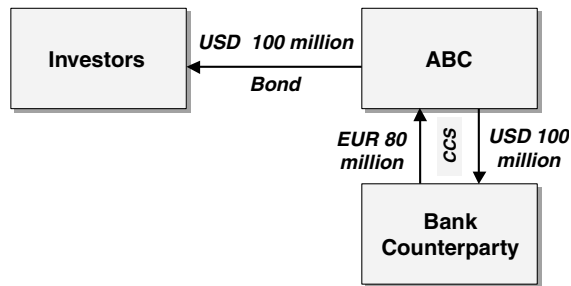 Investors
USD 100 million
Bond
ABC
EUR 80
million
CCS
USD 100
million
Bank
Counterparty